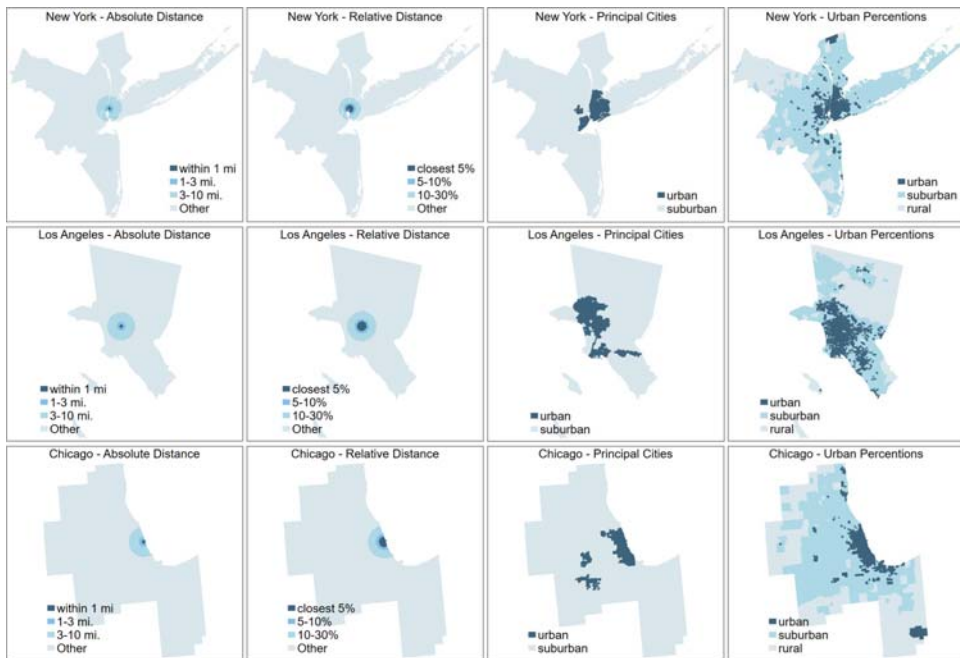 New York - Absolute Distance
within 1 mi
1-3 mi.
3-10 mi.
Other
New York - Relative Distance
closest 5%
5-10%
10-30%
Other
New York - Principal Cities
urban
suburban
New York - Urban Percentions
urban
suburban
rural
Los Angeles - Absolute Distance
within 1 mi
1-3 mi.
3-10 mi.
Other
Los Angeles - Relative Distance
closest 5%
5-10%
10-30%
Other
Los Angeles - Principal Cities
urban
suburban
Los Angeles - Urban Percentions
urban
suburban
rural
Chicago - Absolute Distance
within 1 mi
1-3 mi.
3-10 mi.
Other
Chicago - Relative Distance
closest 5%
5-10%
10-30%
Other
Chicago - Principal Cities
urban
suburban
Chicago - Urban Percentions
urban
suburban
rural